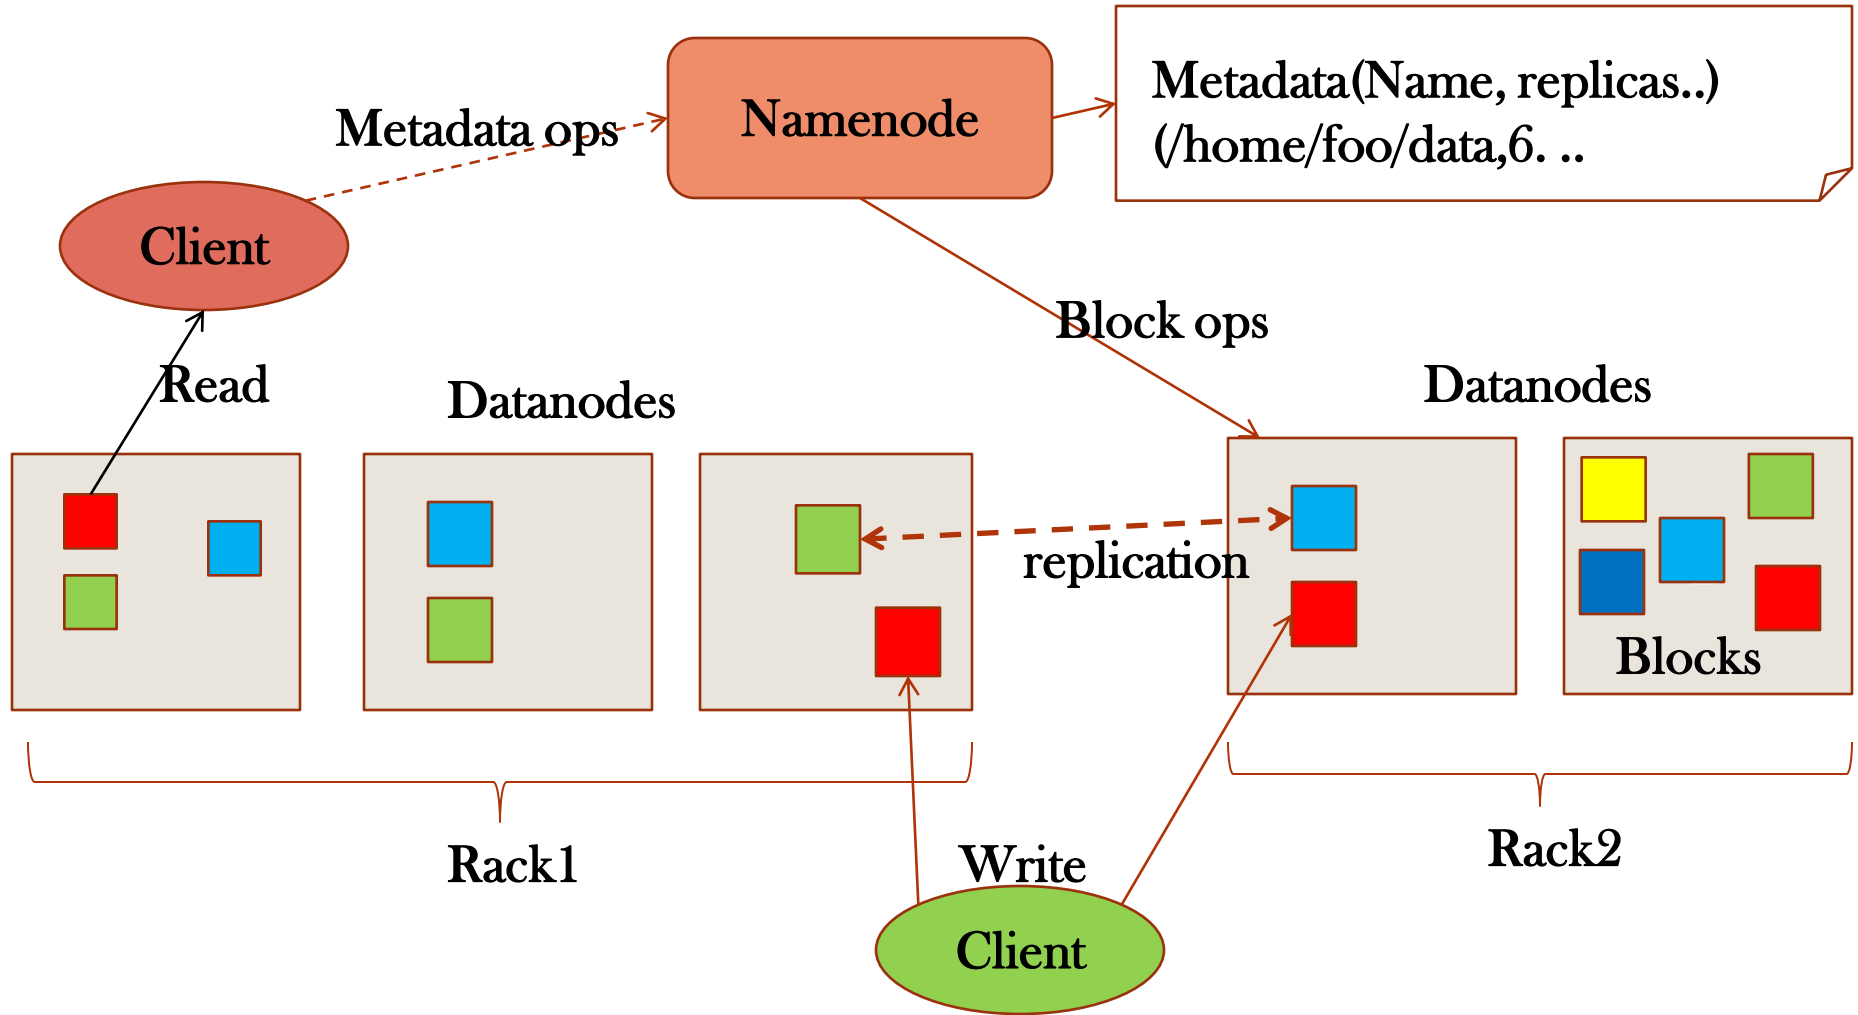 Metadata(Name, replicas..)
(/home/foo/data,6. ..
Namenode
Metadata ops
Client
Block ops
Read
Datanodes
Datanodes
replication
Blocks
Rack1
Write
Rack2
Client